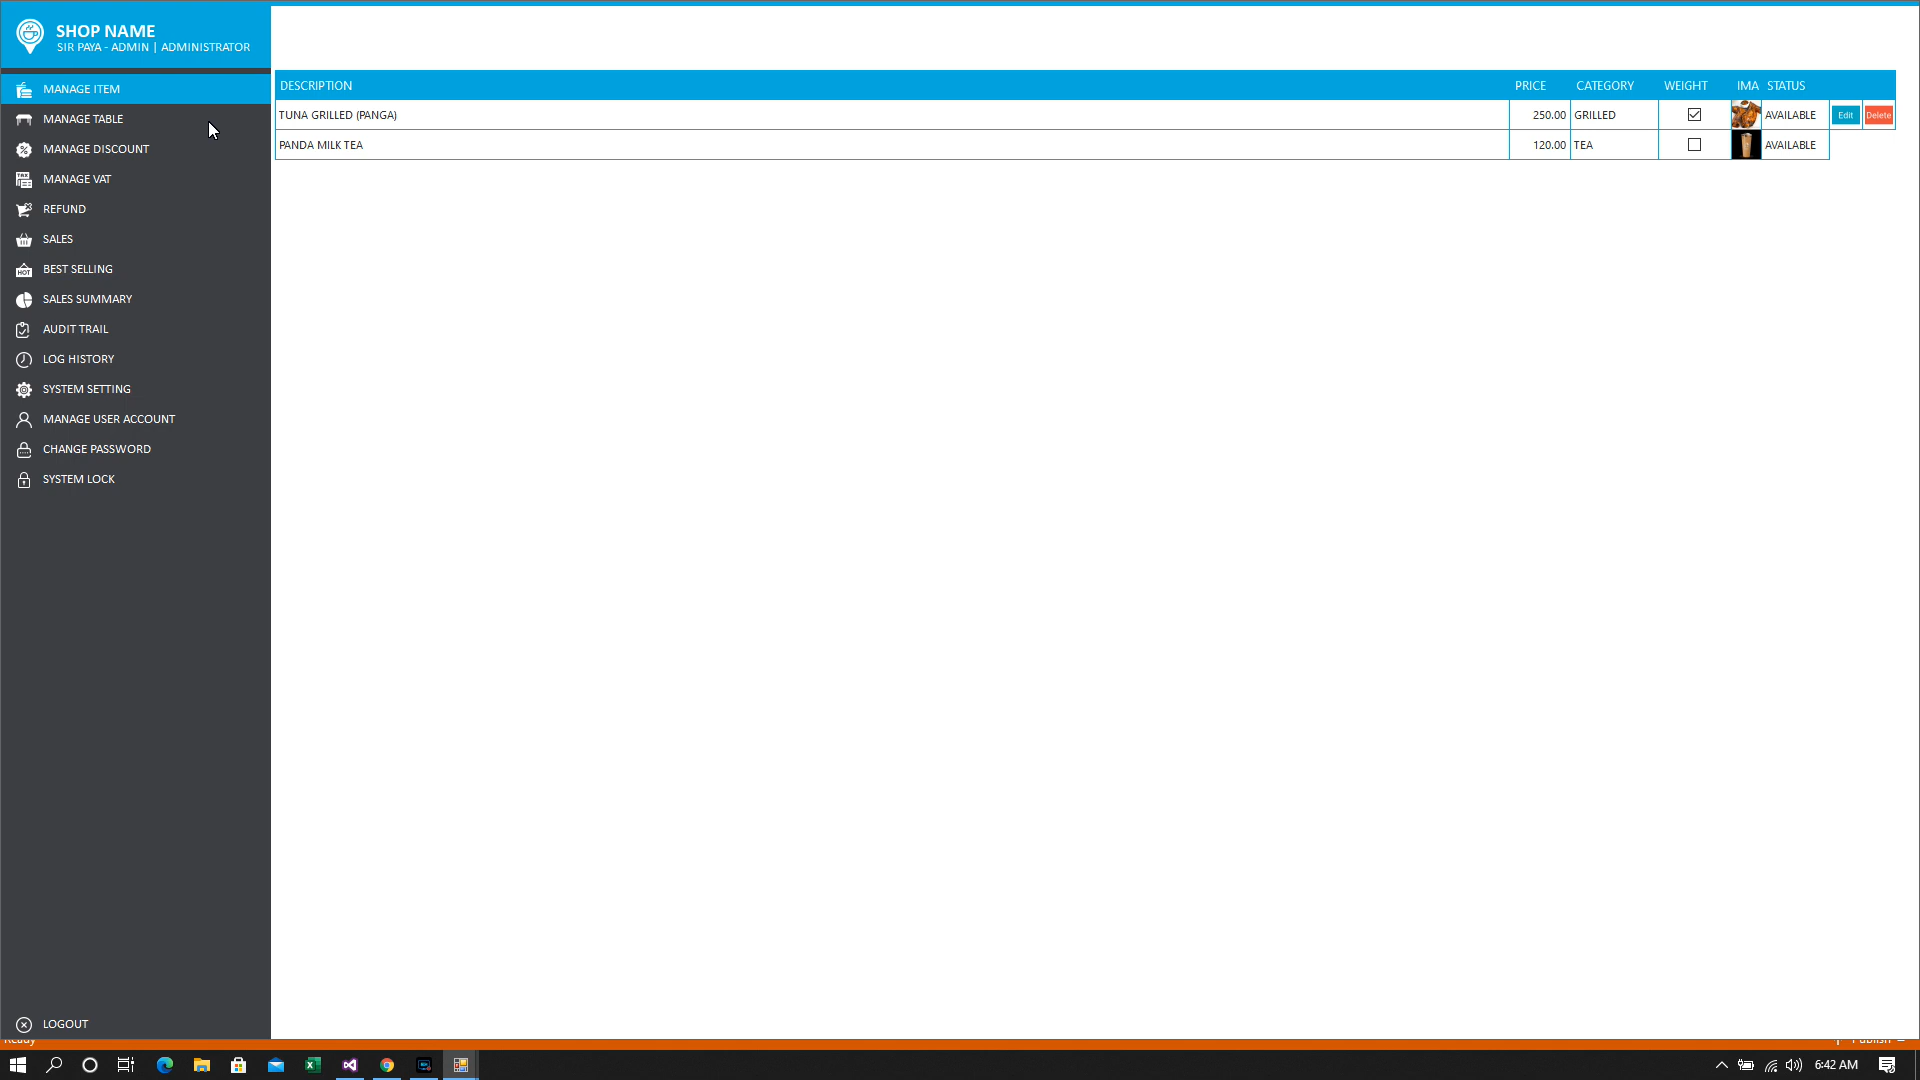 SHOP NAME
SIR PAYA - ADMIN | ADMINISTRATOR
MANAGE ITEM
MANAGE TABLE
MANAGE DISCOUNT
MANAGE VAT
REFUND
SALES
BEST SELLING
SALES SUMMARY
AUDIT TRAIL
LOG HISTORY
SYSTEM SETTING
MANAGE USER ACCOUNT
CHANGE PASSWORD
SYSTEM LOCK
LOGOUT
DESCRIPTION PRICE CATEGORY WEIGHT IMA STATUS
TUNA GRILLED (PANGA) 250.00 GRILLED AVAILABLE Edit Delete
PANDA MILK TEA 120.00 TEA AVAILABLE
Ready
Publish
6:42 AM